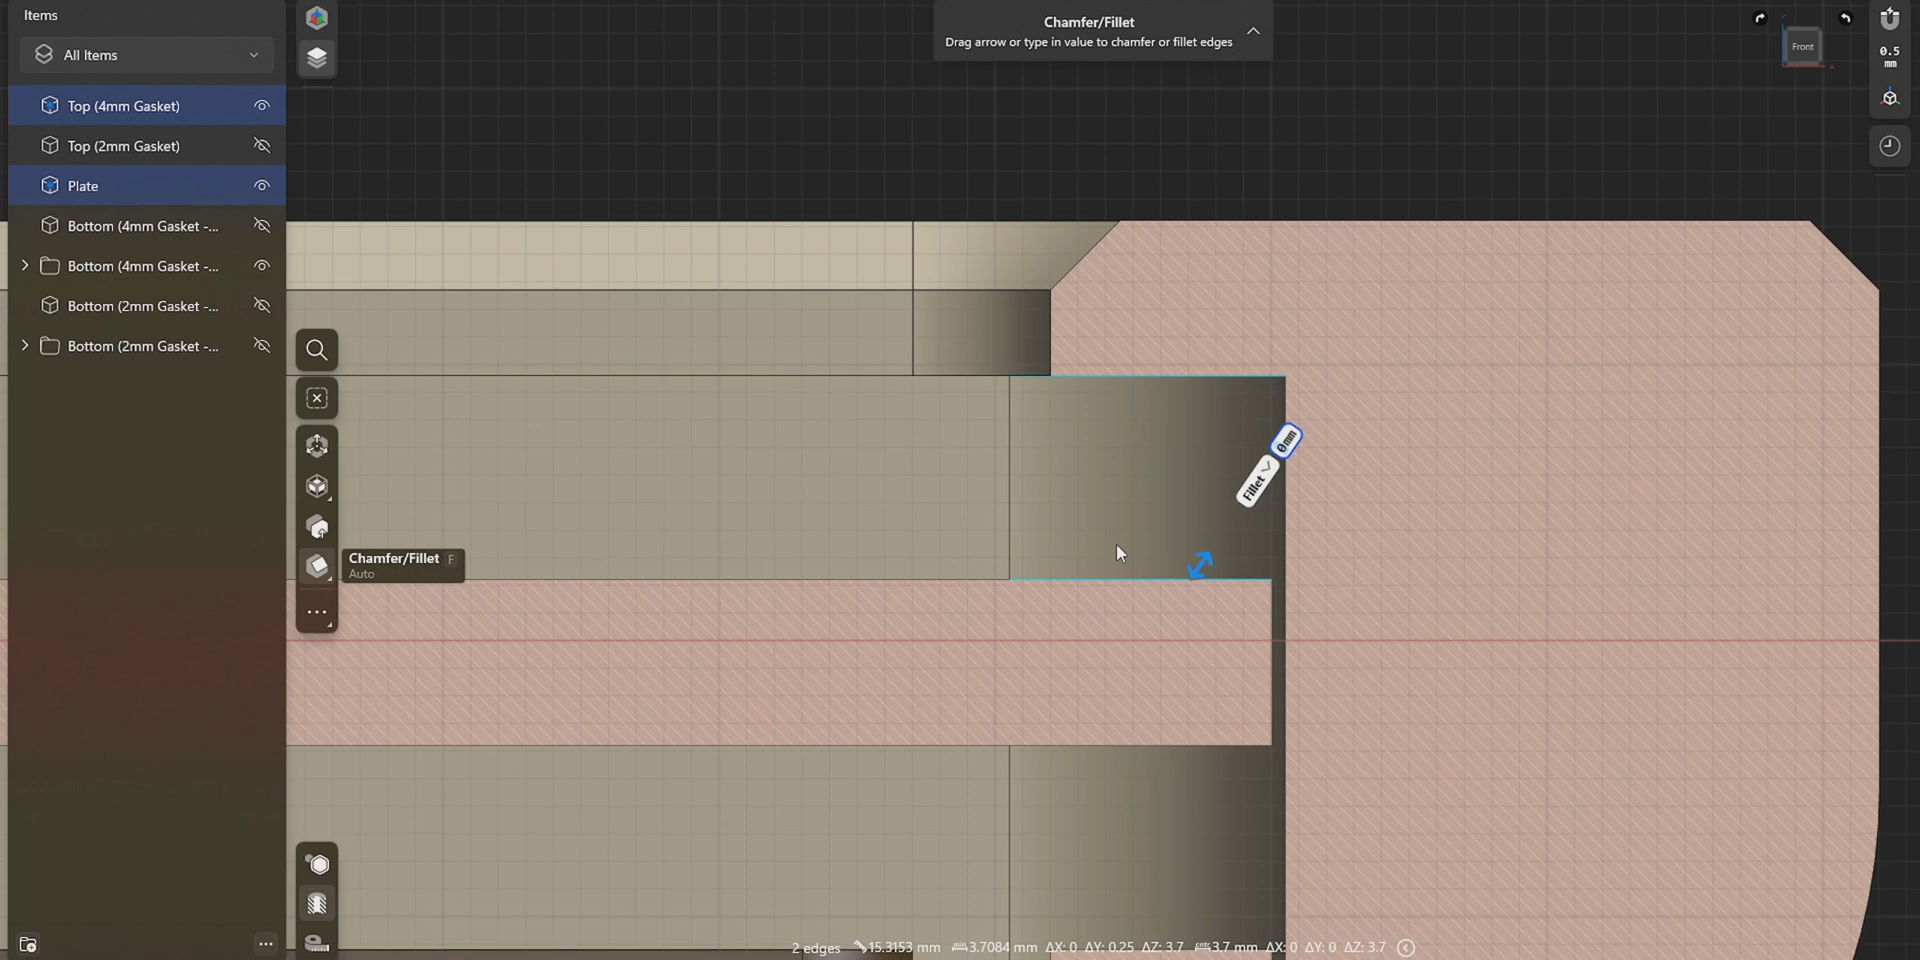 Items
All Items
Top (4mm Gasket)
Top (2mm Gasket)
Plate
Bottom (4mm Gasket -...
Bottom (4mm Gasket -...
Bottom (2mm Gasket -...
Bottom (2mm Gasket -...
Chamfer/Fillet F
Auto
Chamfer/Fillet
Drag arrow or type in value to chamfer or fillet edges
0mm
Fillet
Front
0.5
mm
2 edges 15.3153 mm min 3.7084 mm ΔX: 0 ΔY: 0.25 ΔZ: 3.7 cntr 3.7 mm ΔX: 0 ΔY: 0 ΔZ: 3.7